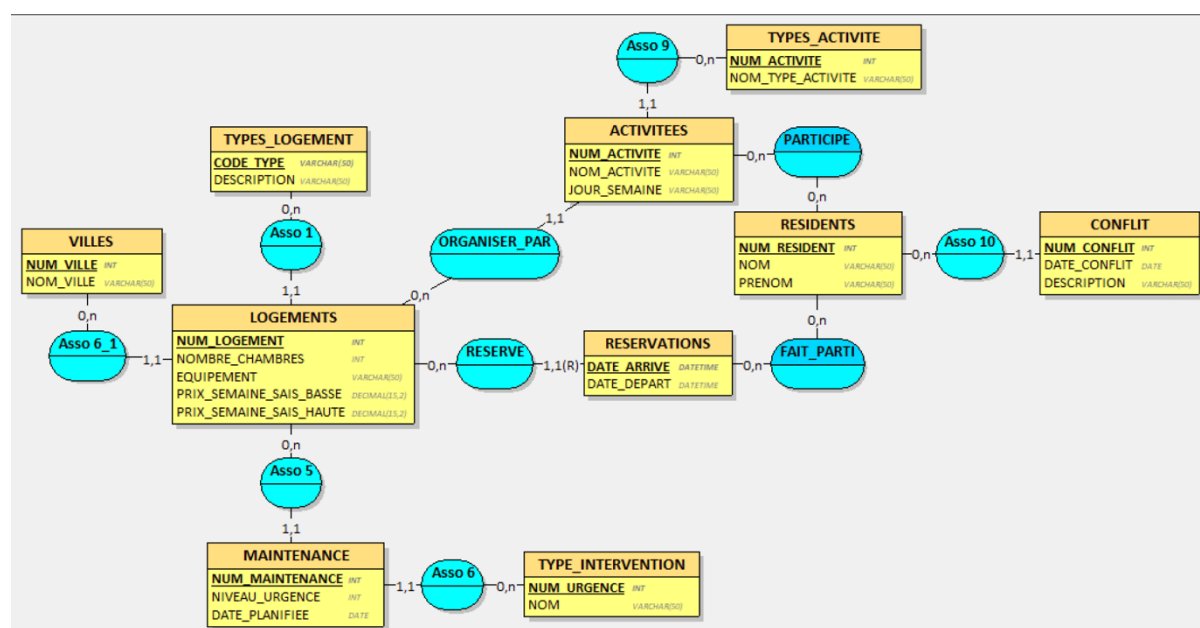 TYPES_ACTIVITE
NUM_ACTIVITE INT
NOM_TYPE_ACTIVITE VARCHAR(50)
Asso 9
0,n
1,1
ACTIVITEES
NUM_ACTIVITE INT
NOM_ACTIVITE VARCHAR(50)
JOUR_SEMAINE VARCHAR(50)
0,n
PARTICIPE
0,n
TYPES_LOGEMENT
CODE_TYPE VARCHAR(50)
DESCRIPTION VARCHAR(50)
0,n
Asso 1
1,1
1,1
ORGANISER_PAR
0,n
RESIDENTS
NUM_RESIDENT INT
NOM VARCHAR(50)
PRENOM VARCHAR(50)
0,n
Asso 10
1,1
CONFLIT
NUM_CONFLIT INT
DATE_CONFLIT DATE
DESCRIPTION VARCHAR(50)
VILLES
NUM_VILLE INT
NOM_VILLE VARCHAR(50)
0,n
Asso 6_1
1,1
LOGEMENTS
NUM_LOGEMENT INT
NOMBRE_CHAMBRES INT
EQUIPEMENT VARCHAR(50)
PRIX_SEMAINE_SAIS_BASSE DECIMAL(15,2)
PRIX_SEMAINE_SAIS_HAUTE DECIMAL(15,2)
0,n
RESERVE
1,1(R)
RESERVATIONS
DATE_ARRIVE DATETIME
DATE_DEPART DATETIME
0,n
FAIT_PARTI
0,n
0,n
Asso 5
1,1
MAINTENANCE
NUM_MAINTENANCE INT
NIVEAU_URGENCE INT
DATE_PLANIFIEE DATE
1,1
Asso 6
0,n
TYPE_INTERVENTION
NUM_URGENCE INT
NOM VARCHAR(50)